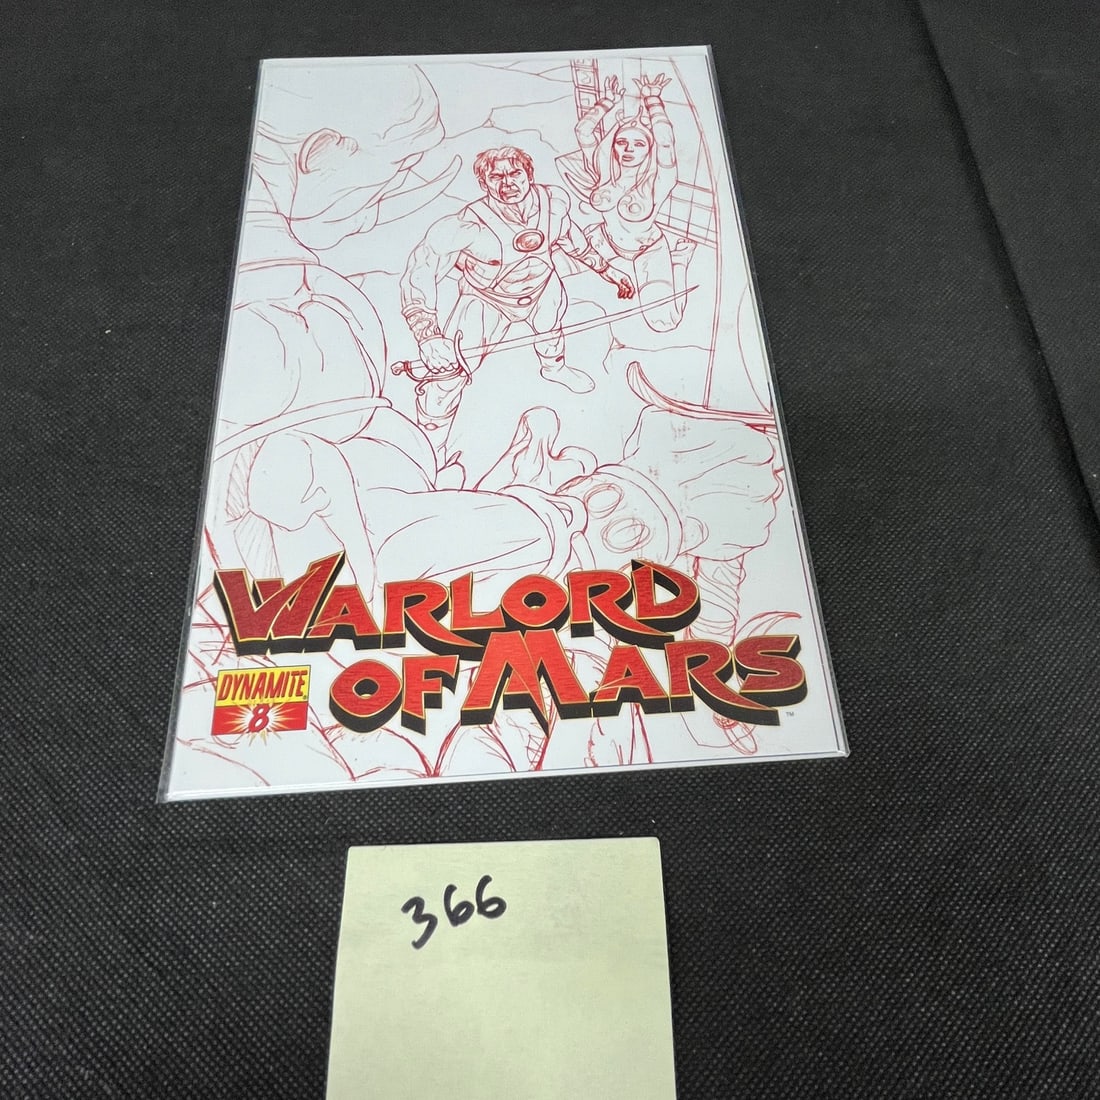 WARLORD
OF MARS
TM
DYNAMITE
8
366